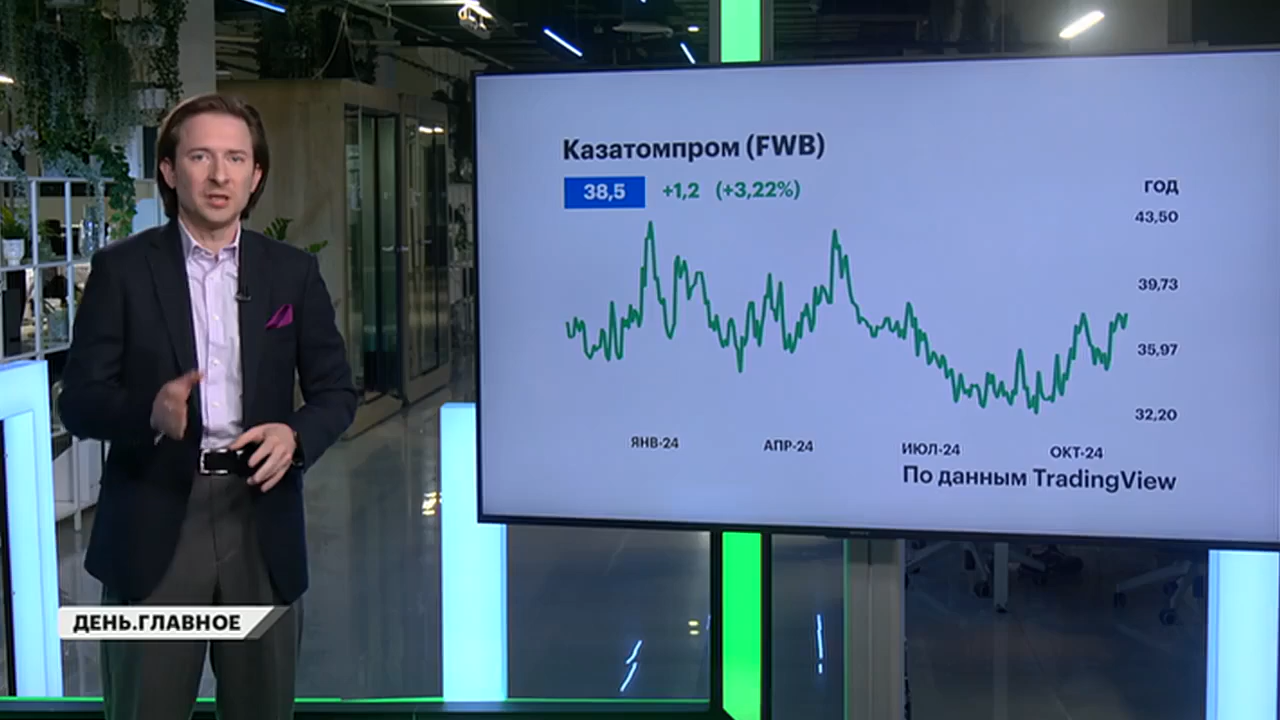 Казатомпром (FWB)
38,5 +1,2 (+3,22%)
ГОД
43,50
39,73
35,97
32,20
ЯНВ-24 АПР-24 ИЮЛ-24 ОКТ-24
По данным TradingView
ДЕНЬ.ГЛАВНОЕ